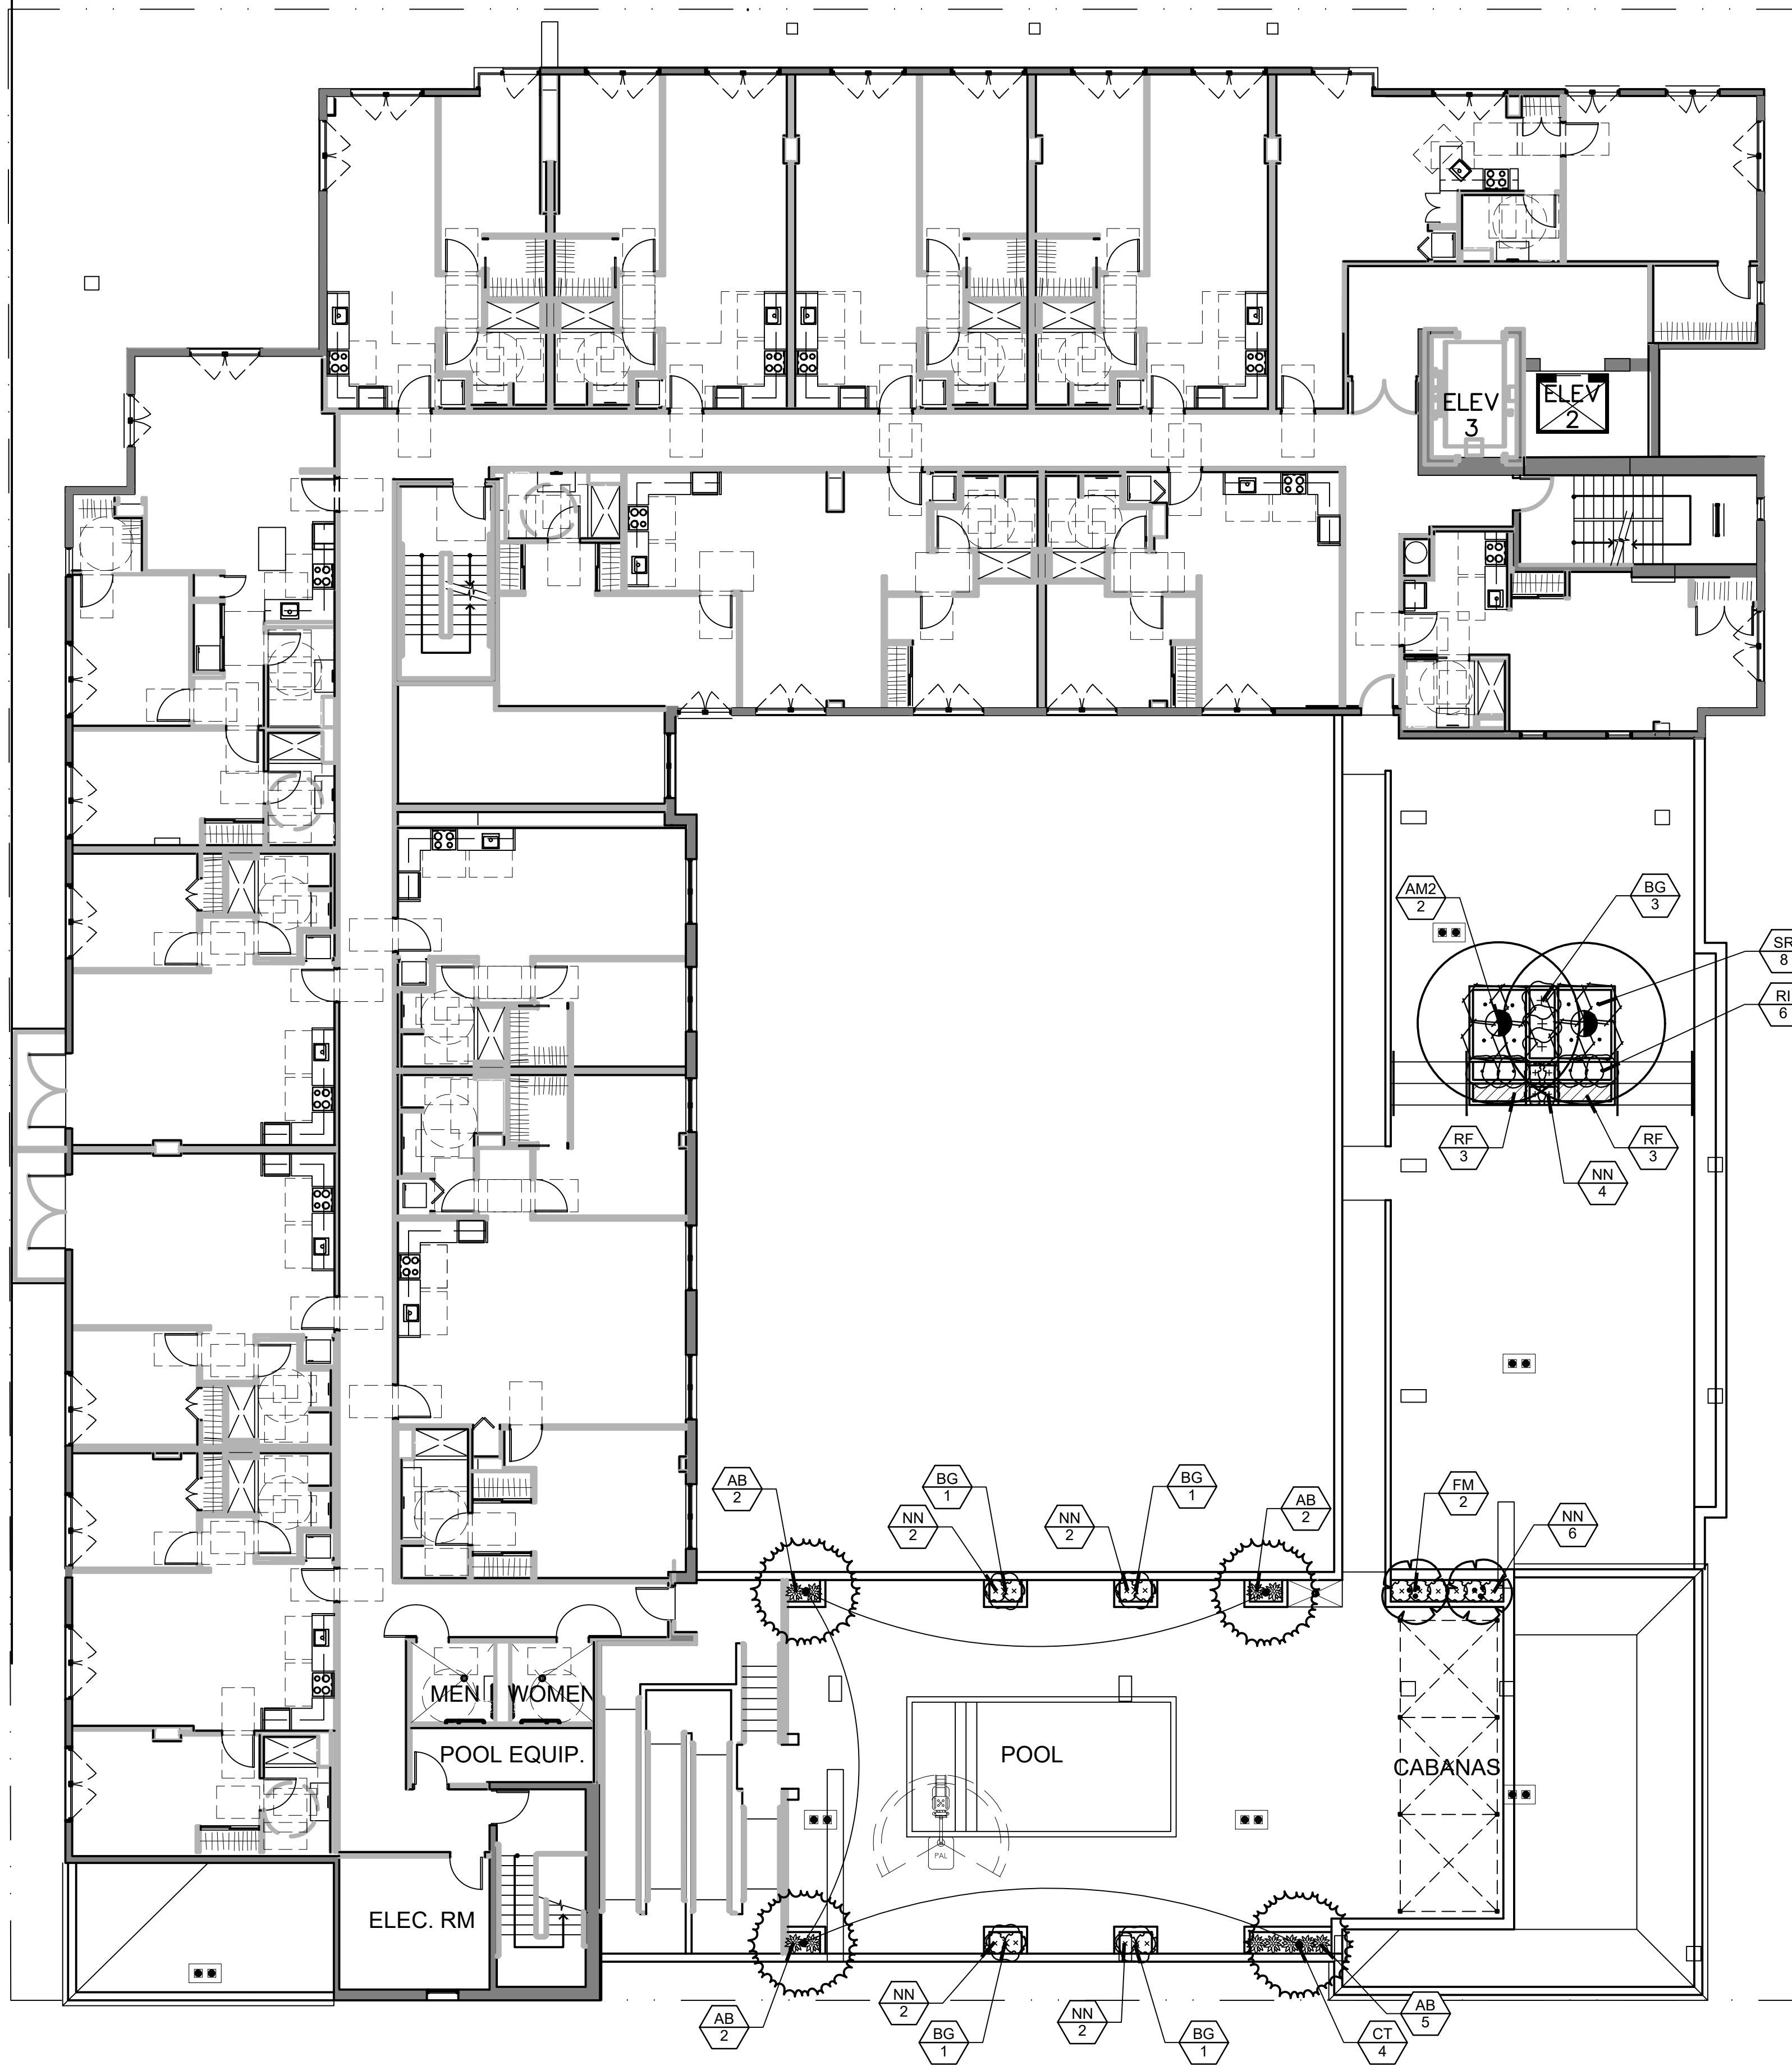 ELEV
3
ELEV
2
AM2
2
BG
3
SR
8
RI
6
RF
3
RF
3
NN
4
AB
2
BG
1
NN
2
NN
2
BG
1
AB
2
FM
2
NN
6
MEN
WOMEN
POOL EQUIP.
POOL
CABANAS
PAL
ELEC. RM
AB
2
NN
2
BG
1
NN
2
BG
1
CT
4
AB
5